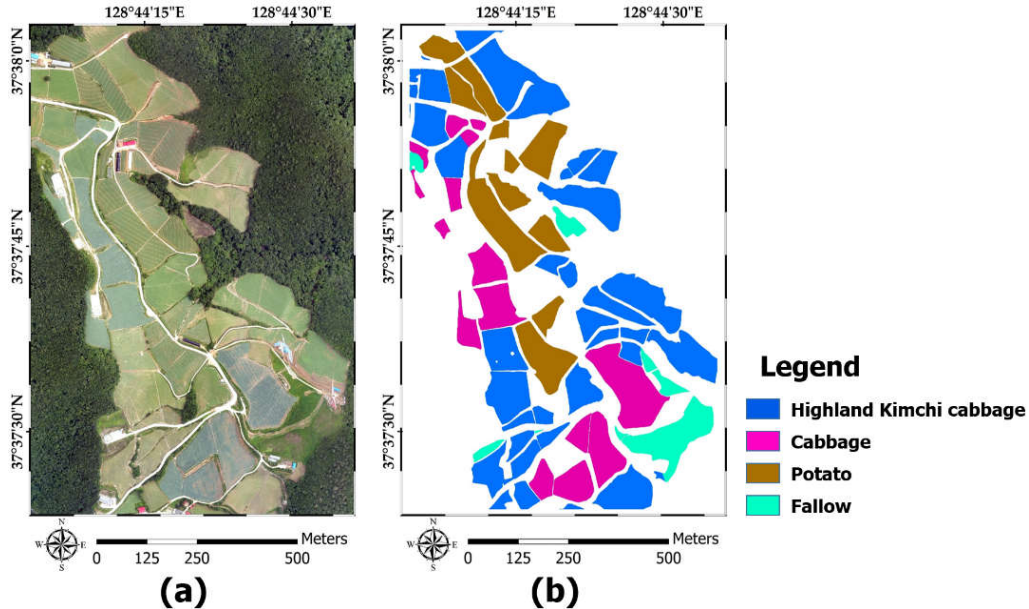 128°44'15"E 128°44'30"E
37°38'0"N
37°37'45"N
37°37'30"N
N
W E
S
0 125 250 500 Meters
(a)
128°44'15"E 128°44'30"E
37°38'0"N
37°37'45"N
37°37'30"N
N
W E
S
0 125 250 500 Meters
(b)
Legend
Highland Kimchi cabbage
Cabbage
Potato
Fallow